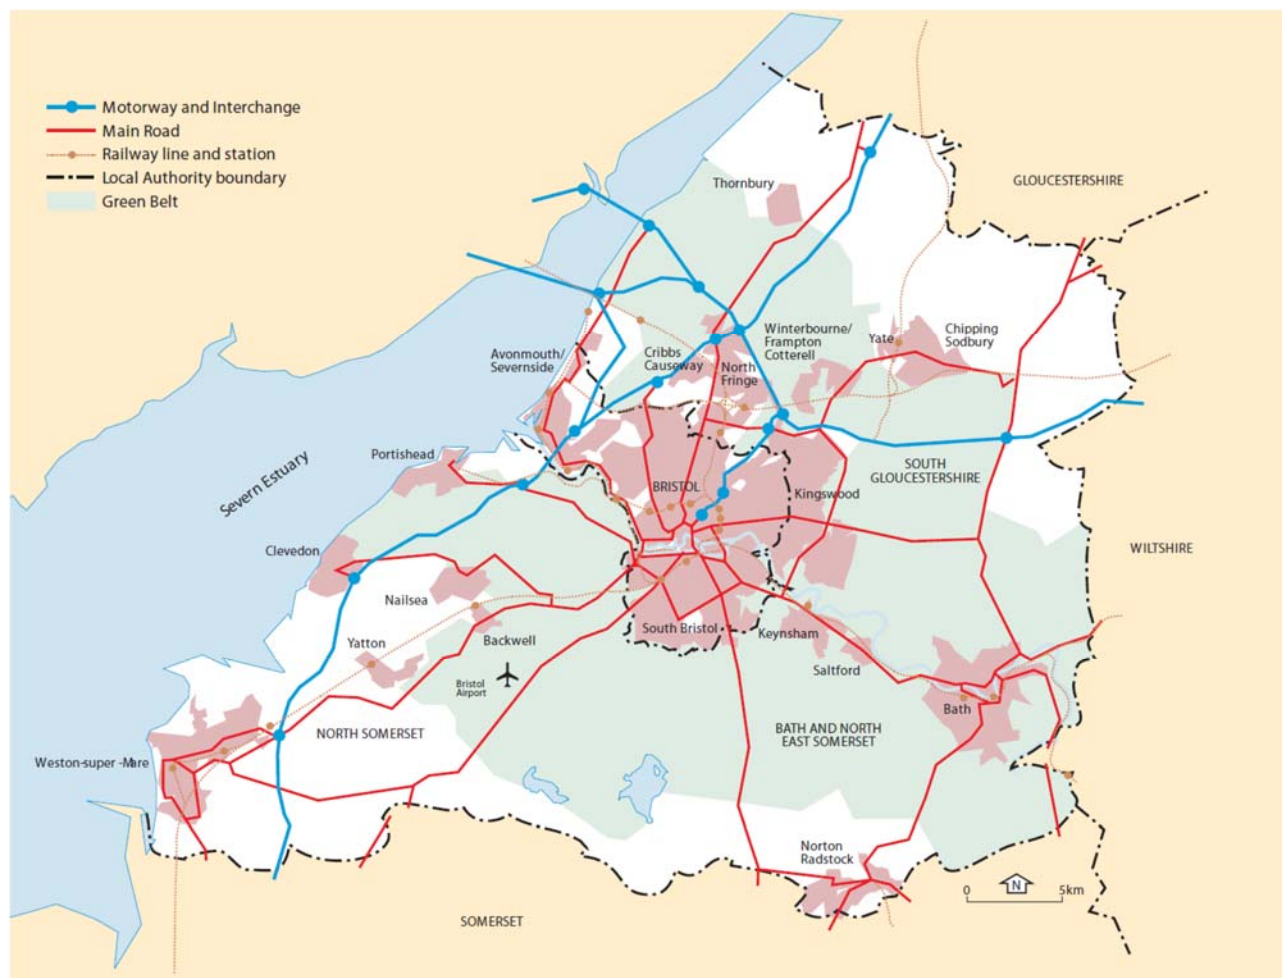 Motorway and Interchange
Main Road
Railway line and station
Local Authority boundary
Green Belt
Thornbury
GLOUCESTERSHIRE
Avonmouth/
Severnside
Cribbs
Causeway
North
Fringe
Winterbourne/
Frampton
Cotterell
Yate
Chipping
Sodbury
Portishead
Severn Estuary
BRISTOL
Kingswood
SOUTH
GLOUCESTERSHIRE
WILTSHIRE
Clevedon
Nailsea
Yatton
Backwell
South Bristol
Keynsham
Saltford
Bristol
Airport
Bath
NORTH SOMERSET
BATH AND NORTH
EAST SOMERSET
Weston-super -Mare
Norton
Radstock
N
0 5km
SOMERSET